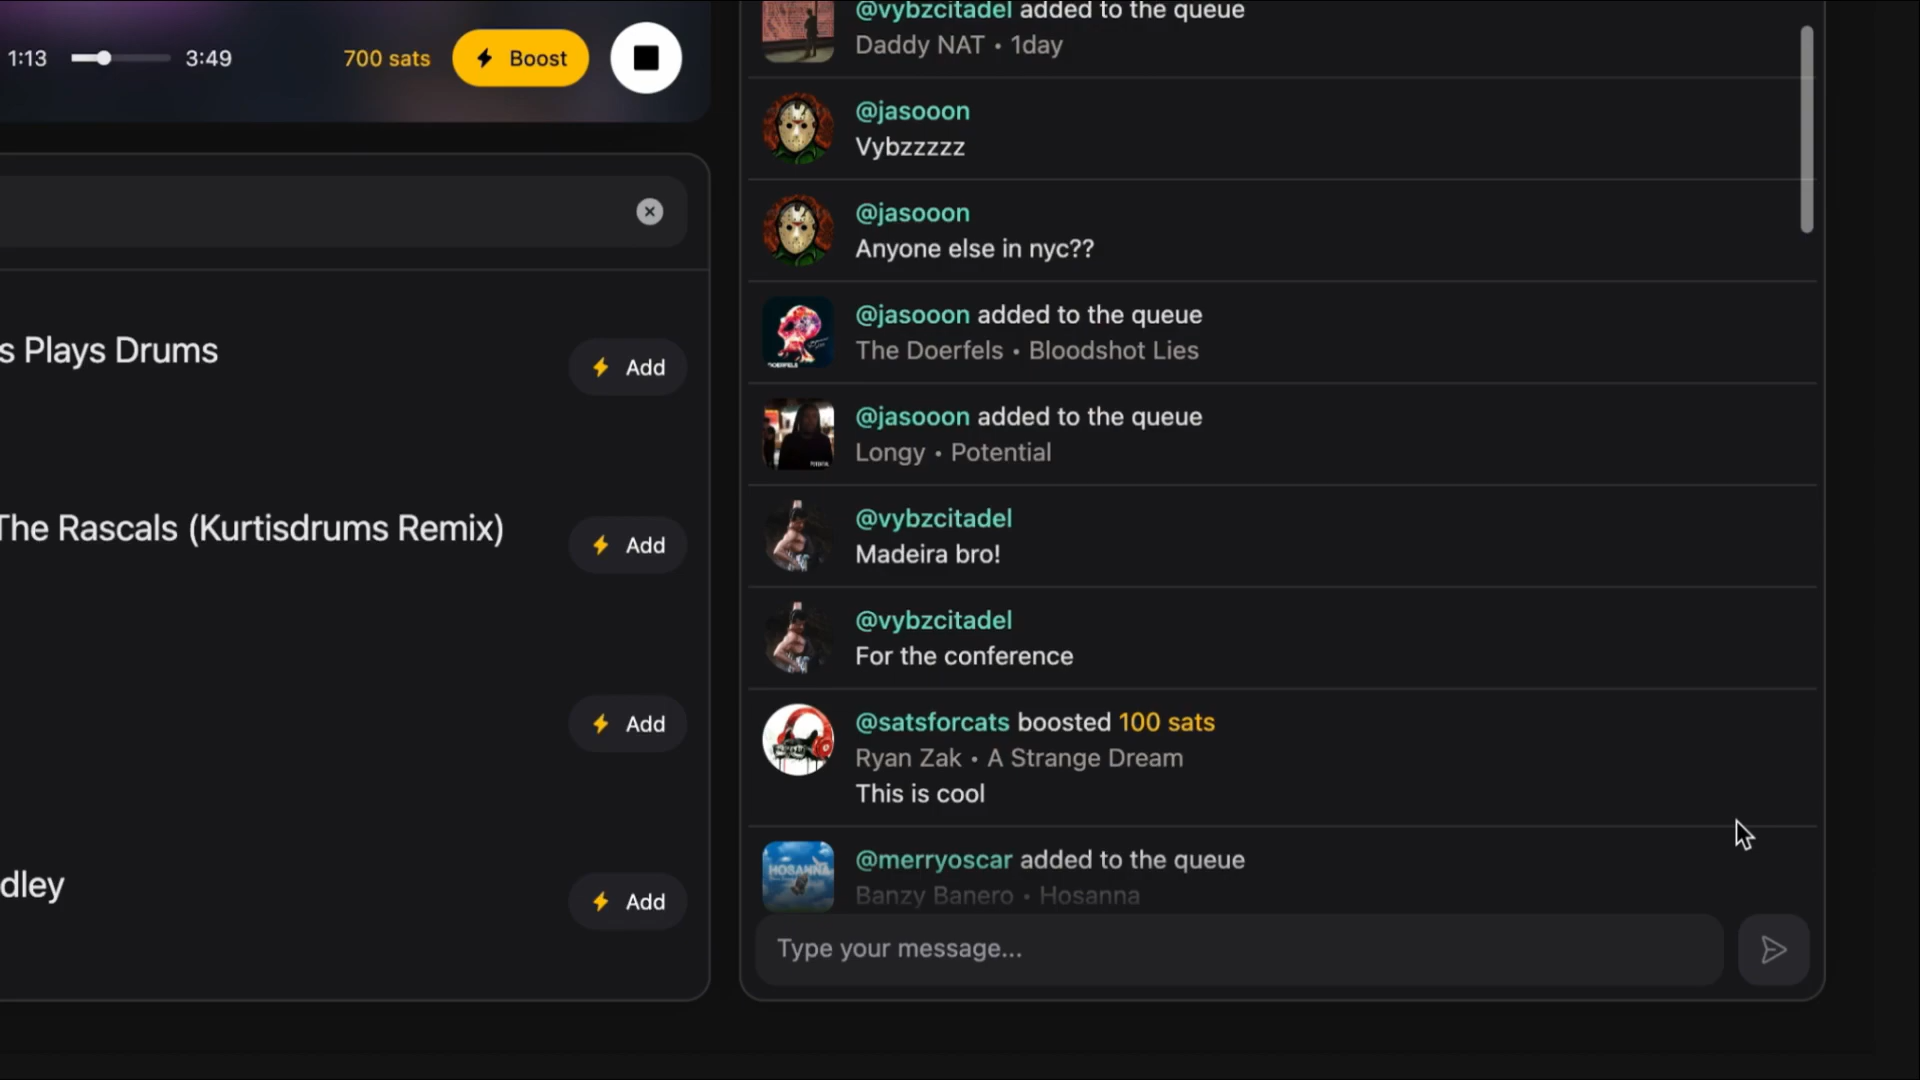 1:13
3:49
700 sats
Boost
s Plays Drums
Add
The Rascals (Kurtisdrums Remix)
Add
Add
dley
Add
@vybzcitadel added to the queue
Daddy NAT • 1day
@jasooon
Vybzzzzz
@jasooon
Anyone else in nyc??
@jasooon added to the queue
The Doerfels • Bloodshot Lies
@jasooon added to the queue
Longy • Potential
@vybzcitadel
Madeira bro!
@vybzcitadel
For the conference
@satsforcats boosted 100 sats
Ryan Zak • A Strange Dream
This is cool
HOSANNA
@merryoscar added to the queue
Banzy Banero • Hosanna
Type your message...